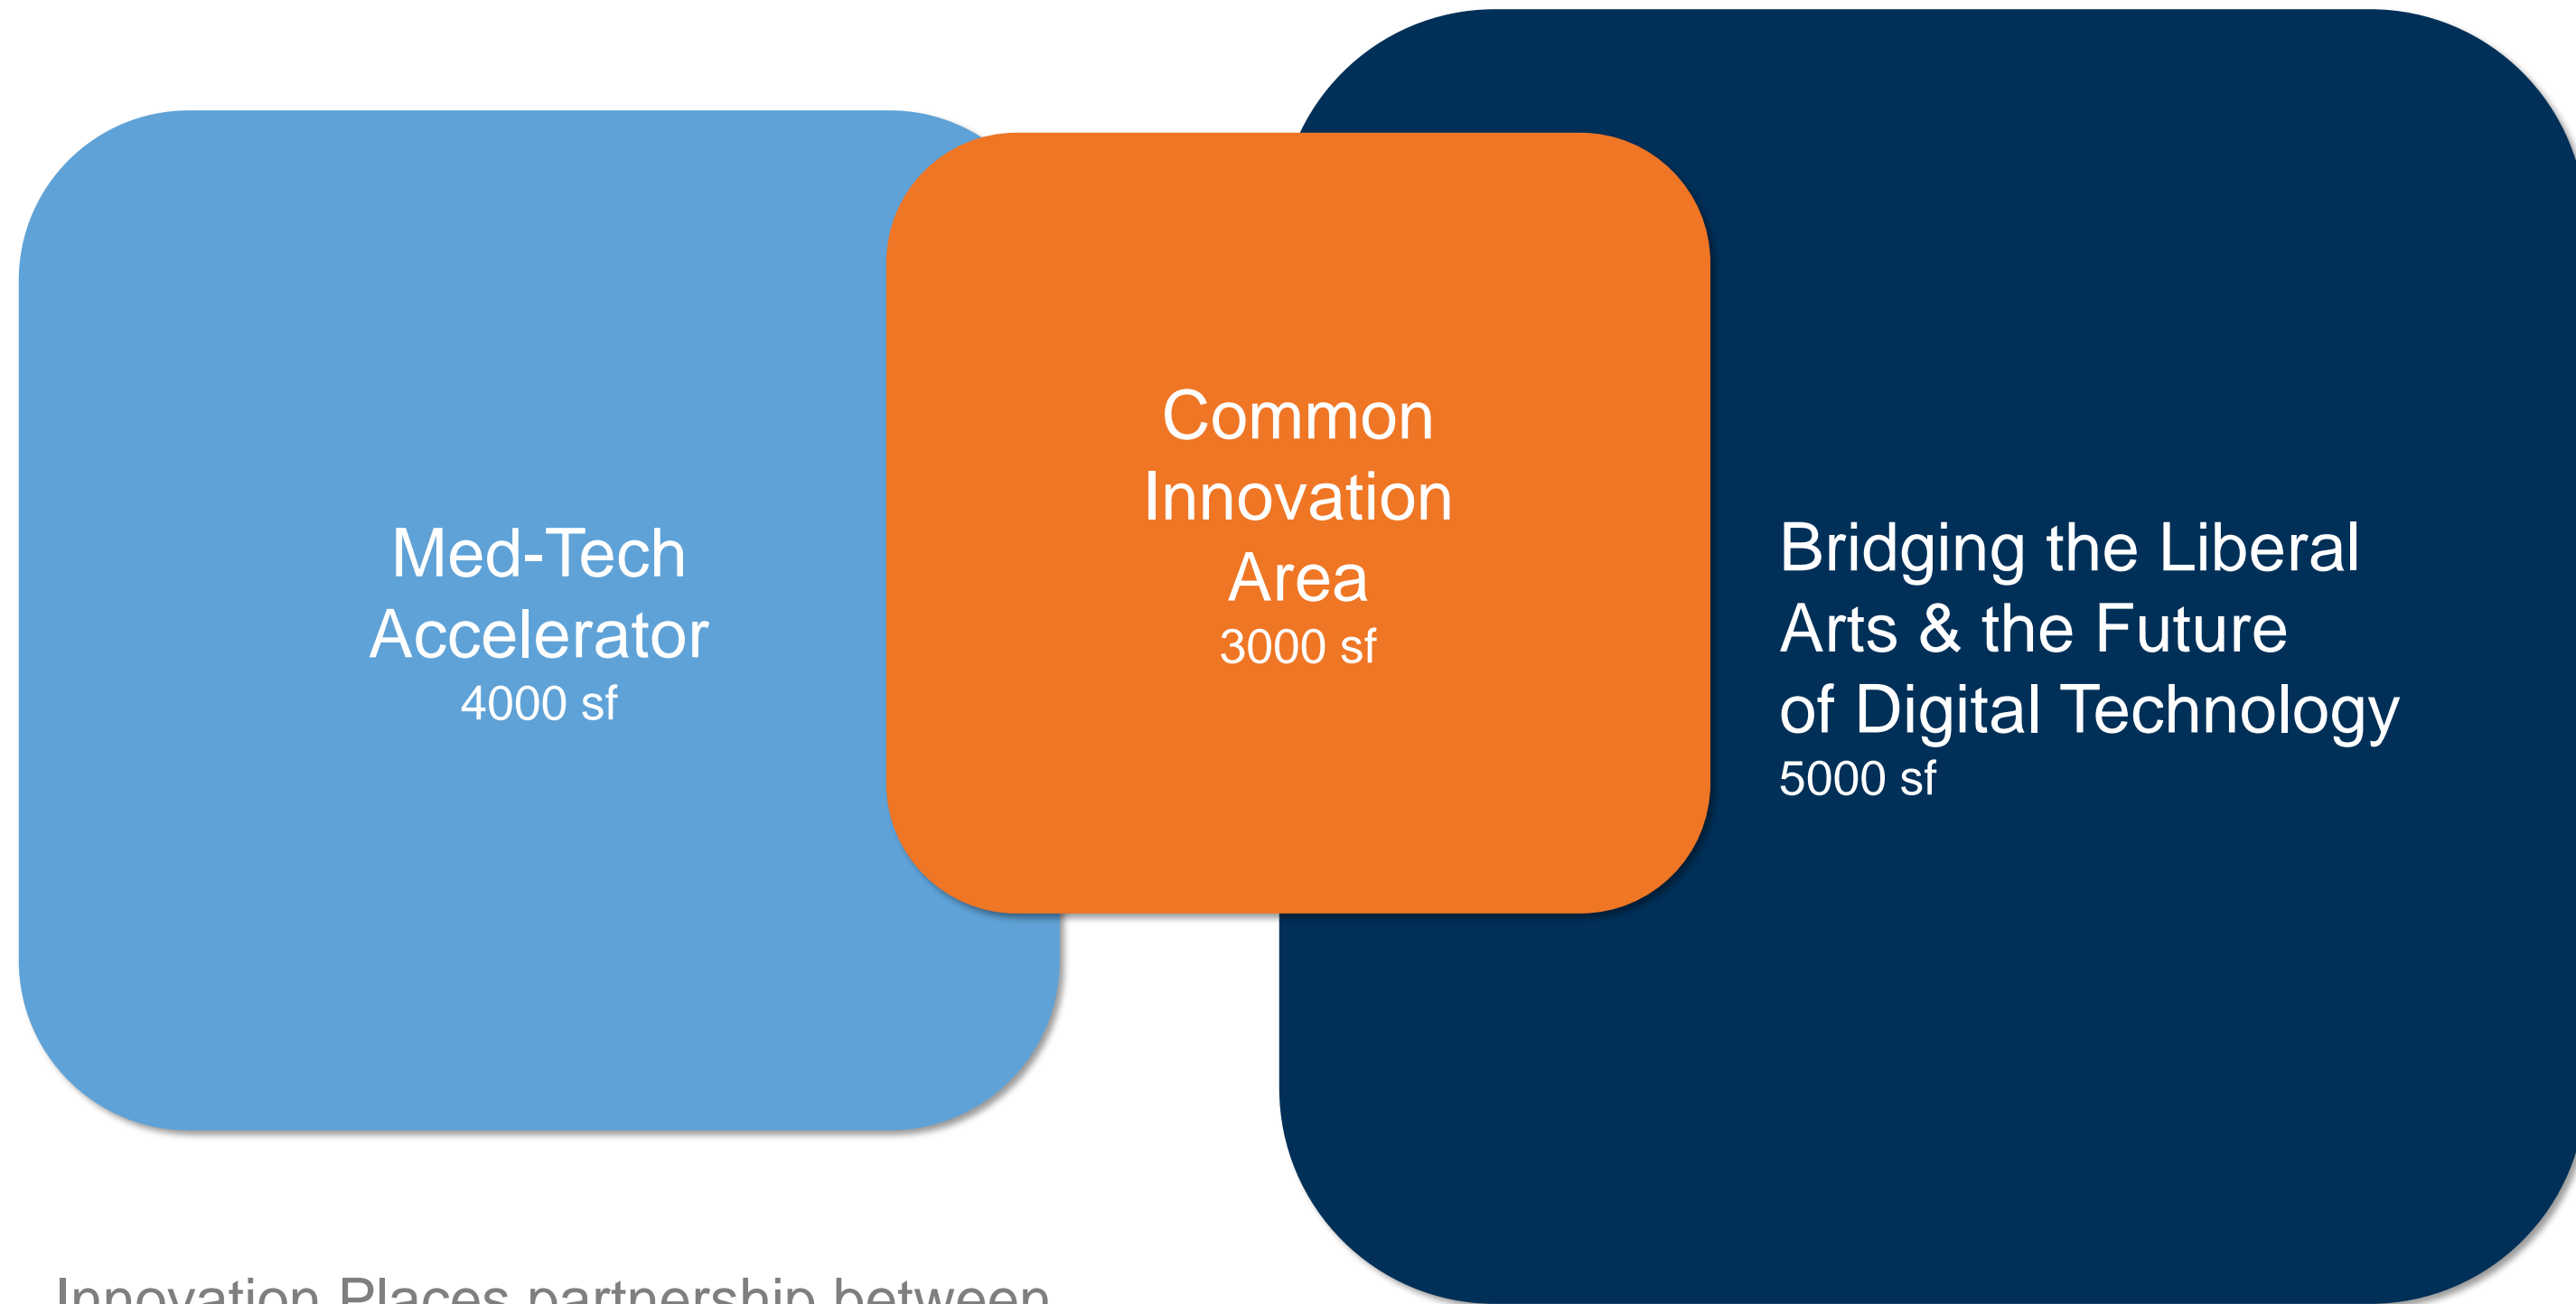 Med-Tech
Accelerator
4000 sf
Common
Innovation
Area
3000 sf
Bridging the Liberal
Arts & the Future
of Digital Technology
5000 sf
Innovation Places partnership between